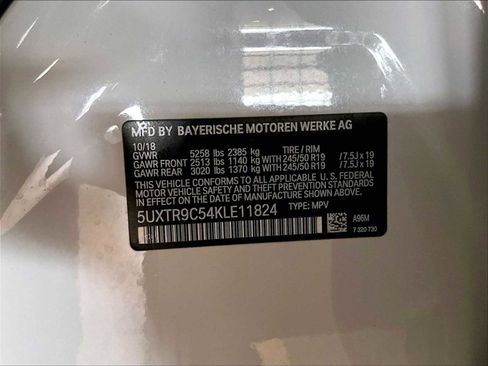 MFD BY BAYERISCHE MOTOREN WERKE AG
10/18
GVWR 5258 lbs 2385 kg TIRE / RIM
GAWR FRONT 2513 lbs 1140 kg WITH 245/50 R19 / 7.5J x 19
GAWR REAR 3020 lbs 1370 kg WITH 245/50 R19 / 7.5J x 19
THIS VEHICLE CONFORMS TO ALL APPLICABLE U.S. FEDERAL
MOTOR VEHICLE SAFETY, BUMPER, AND THEFT PREVENTION
STANDARDS IN EFFECT ON THE DATE OF MANUFACTURE SHOWN ABOVE.
5UXTR9C54KLE11824 TYPE: MPV
A96M
7 320 730